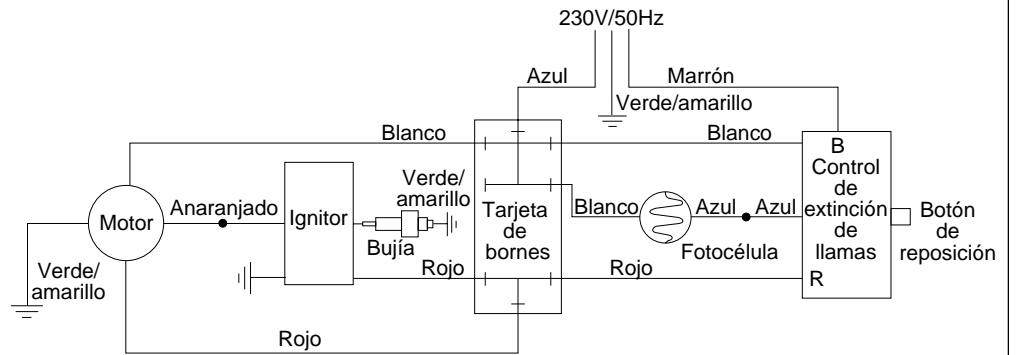 230V/50Hz
Azul
Marrón
Verde/amarillo
Blanco
Blanco
B
Control
de
extinción
de
llamas
R
Verde/
amarillo
Anaranjado
Ignitor
Motor
Bujía
Tarjeta
de
bornes
Blanco
Azul
Azul
Fotocélula
Botón
de
reposición
Verde/
amarillo
Rojo
Rojo
Rojo